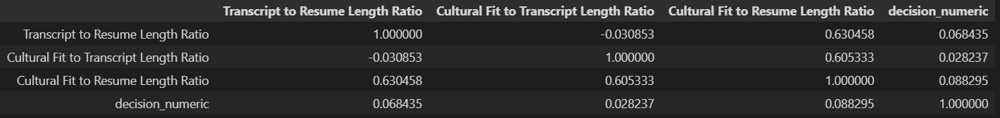 Transcript to Resume Length Ratio Cultural Fit to Transcript Length Ratio Cultural Fit to Resume Length Ratio decision_numeric
Transcript to Resume Length Ratio 1.000000 -0.030853 0.630458 0.068435
Cultural Fit to Transcript Length Ratio -0.030853 1.000000 0.605333 0.028237
Cultural Fit to Resume Length Ratio 0.630458 0.605333 1.000000 0.088295
decision_numeric 0.068435 0.028237 0.088295 1.000000